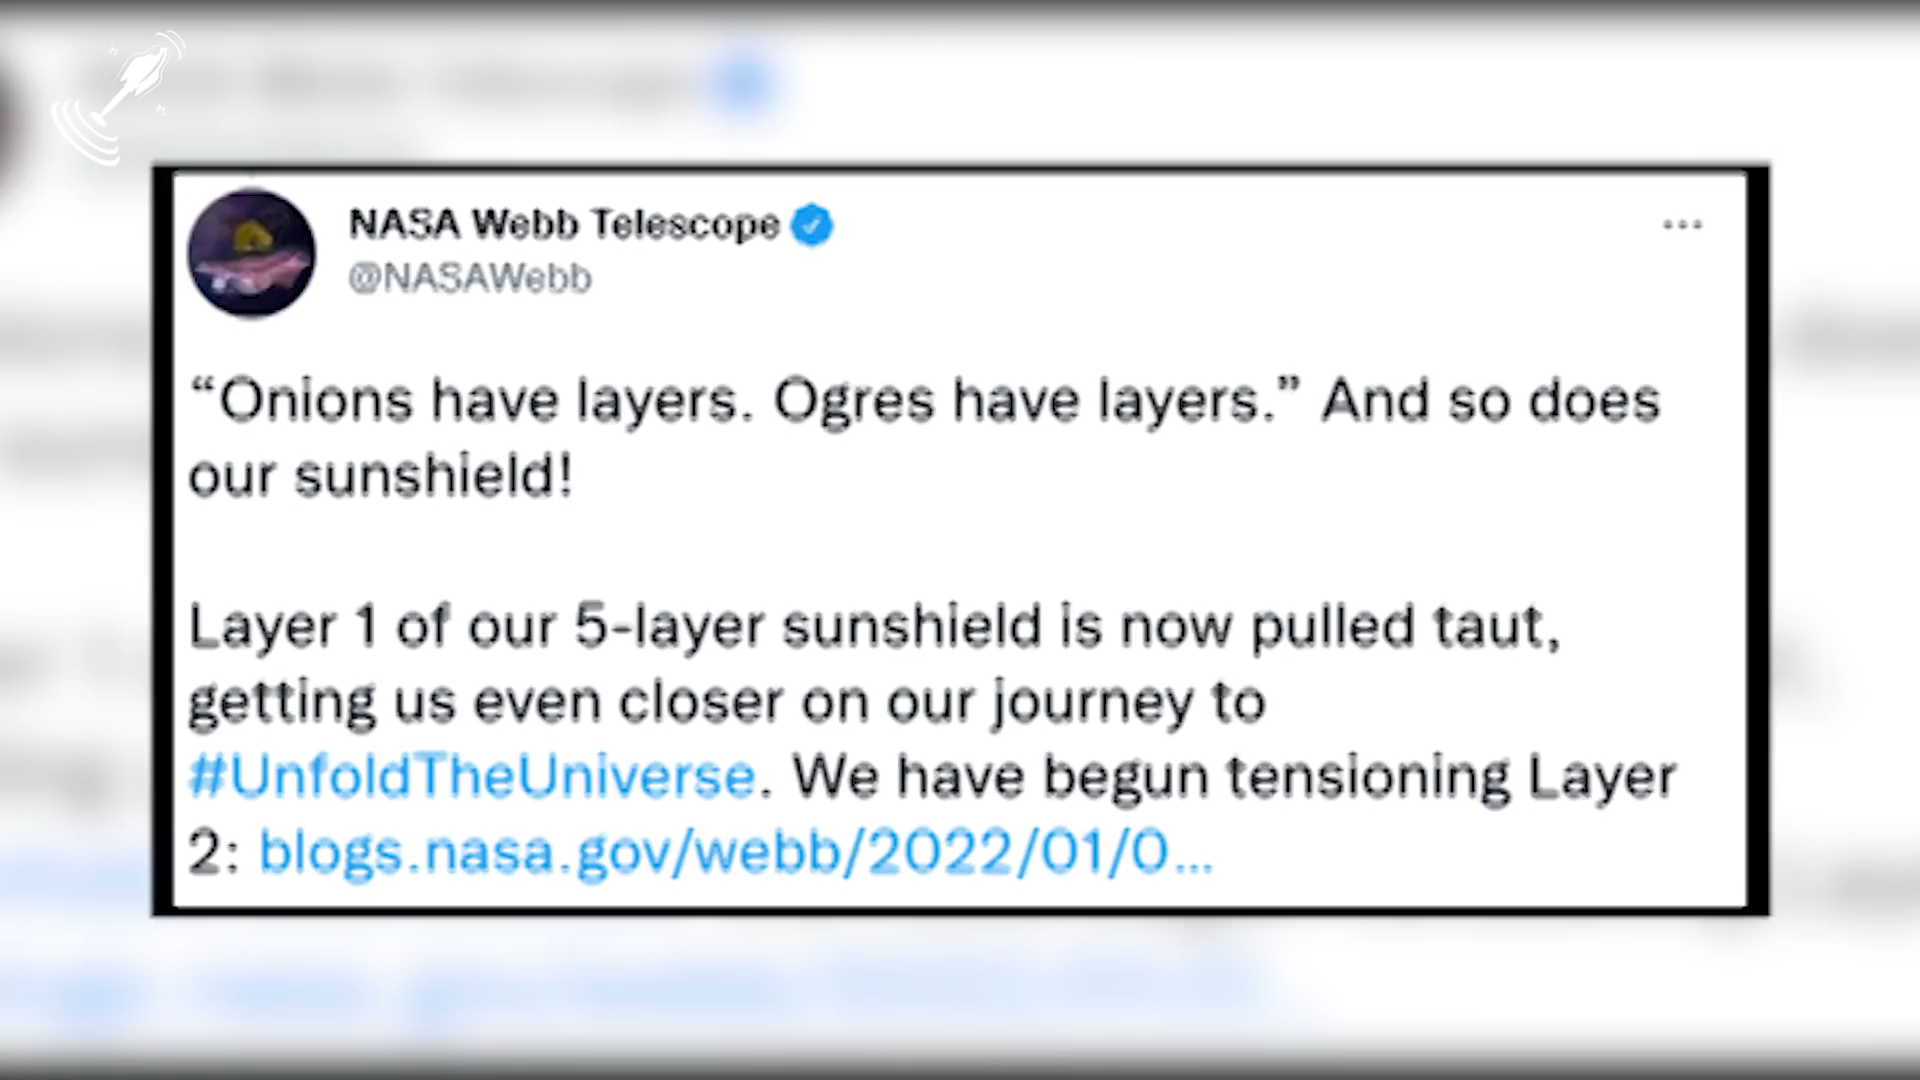 NASA Webb Telescope
@NASAWebb
“Onions have layers. Ogres have layers.” And so does
our sunshield!
Layer 1 of our 5-layer sunshield is now pulled taut,
getting us even closer on our journey to
#UnfoldTheUniverse. We have begun tensioning Layer
2: blogs.nasa.gov/webb/2022/01/0...